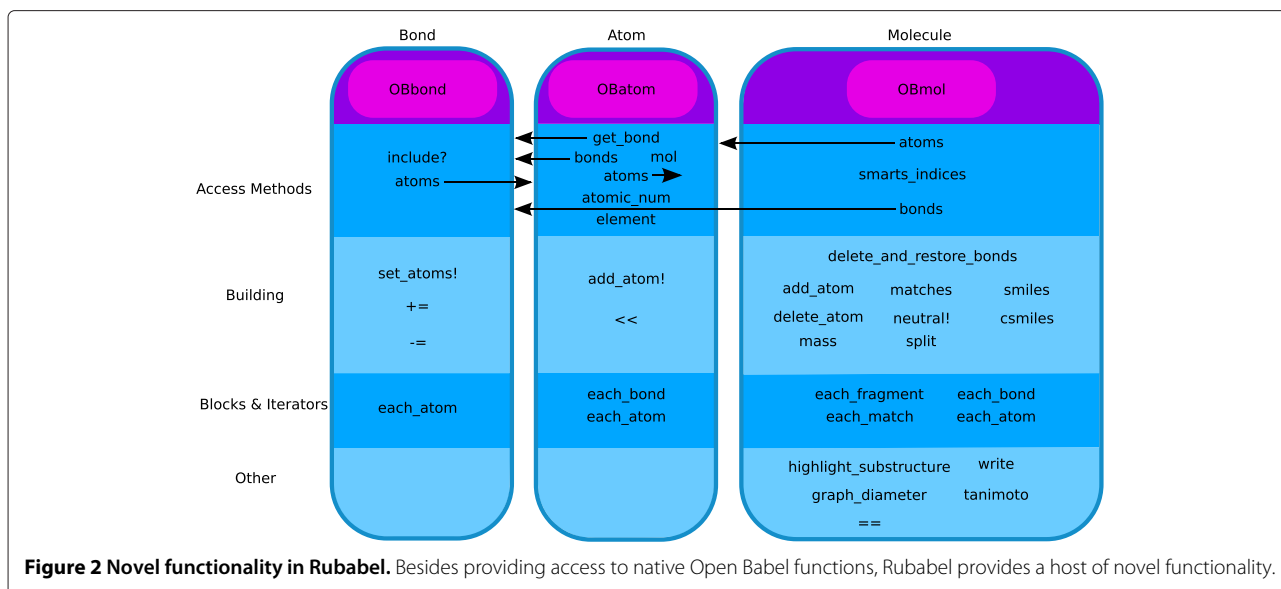 Bond Atom Molecule
OBbond OBatom OBmol
Access Methods
include?
atoms
get_bond
bonds mol
atoms
atomic_num
element
atoms
smarts_indices
bonds
Building
set_atoms!
+=
-=
add_atom!
<<
delete_and_restore_bonds
add_atom matches smiles
delete_atom neutral! csmiles
mass split
Blocks & Iterators
each_atom
each_bond
each_atom
each_fragment each_bond
each_match each_atom
Other
highlight_substructure write
graph_diameter tanimoto
==
Figure 2 Novel functionality in Rubabel. Besides providing access to native Open Babel functions, Rubabel provides a host of novel functionality.